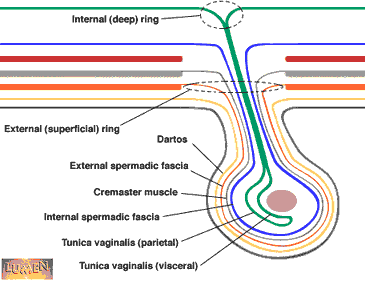 Internal (deep) ring
External (superficial) ring
Dartos
External spermadic fascia
Cremaster muscle
Internal spermadic fascia
Tunica vaginalis (parietal)
Tunica vaginalis (visceral)
LUMEN